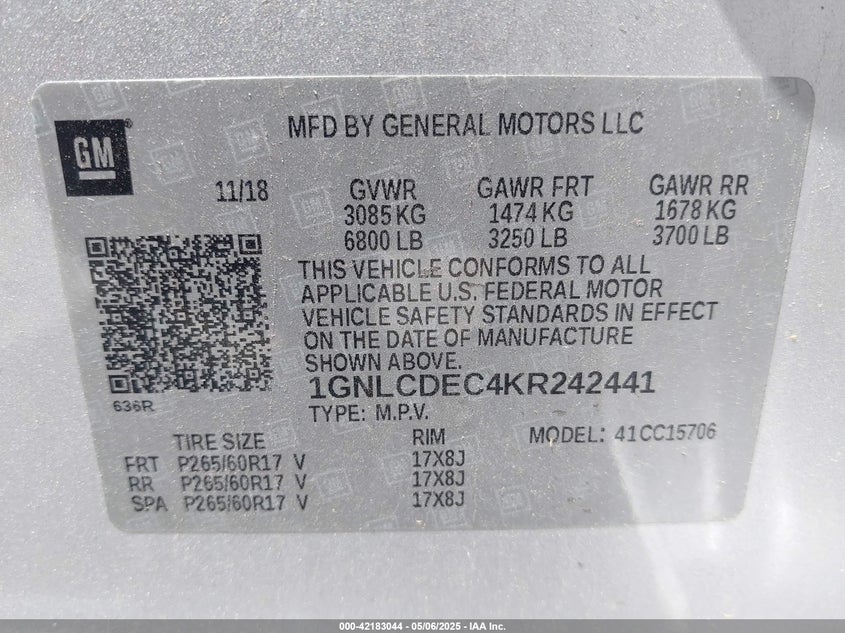 GM
MFD BY GENERAL MOTORS LLC
11/18 GVWR GAWR FRT GAWR RR
3085 KG 1474 KG 1678 KG
6800 LB 3250 LB 3700 LB
THIS VEHICLE CONFORMS TO ALL
APPLICABLE U.S. FEDERAL MOTOR
VEHICLE SAFETY STANDARDS IN EFFECT
ON THE DATE OF MANUFACTURE
SHOWN ABOVE.
1GNLCDEC4KR242441
636R
TYPE: M.P.V.
TIRE SIZE RIM MODEL: 41CC15706
FRT P265/60R17 V 17X8J
RR P265/60R17 V 17X8J
SPA P265/60R17 V 17X8J
000-42183044 - 05/06/2025 - IAA Inc.